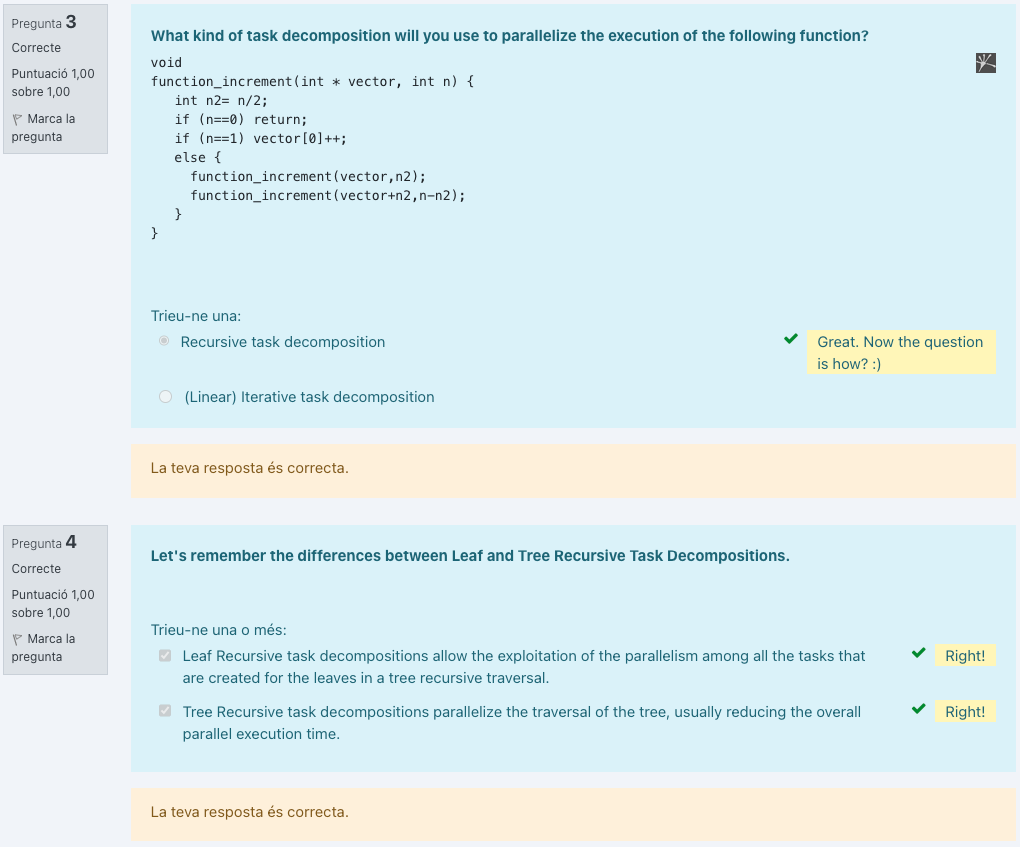 Pregunta 3
Correcte
Puntuació 1,00
sobre 1,00
Marca la
pregunta
What kind of task decomposition will you use to parallelize the execution of the following function?
void
function_increment(int * vector, int n) {
   int n2= n/2;
   if (n==0) return;
   if (n==1) vector[0]++;
   else {
     function_increment(vector,n2);
     function_increment(vector+n2,n-n2);
   }
}
Trieu-ne una:
Recursive task decomposition
Great. Now the question
is how? :)
(Linear) Iterative task decomposition
La teva resposta és correcta.
Pregunta 4
Correcte
Puntuació 1,00
sobre 1,00
Marca la
pregunta
Let's remember the differences between Leaf and Tree Recursive Task Decompositions.
Trieu-ne una o més:
Leaf Recursive task decompositions allow the exploitation of the parallelism among all the tasks that
are created for the leaves in a tree recursive traversal.
Right!
Tree Recursive task decompositions parallelize the traversal of the tree, usually reducing the overall
parallel execution time.
Right!
La teva resposta és correcta.